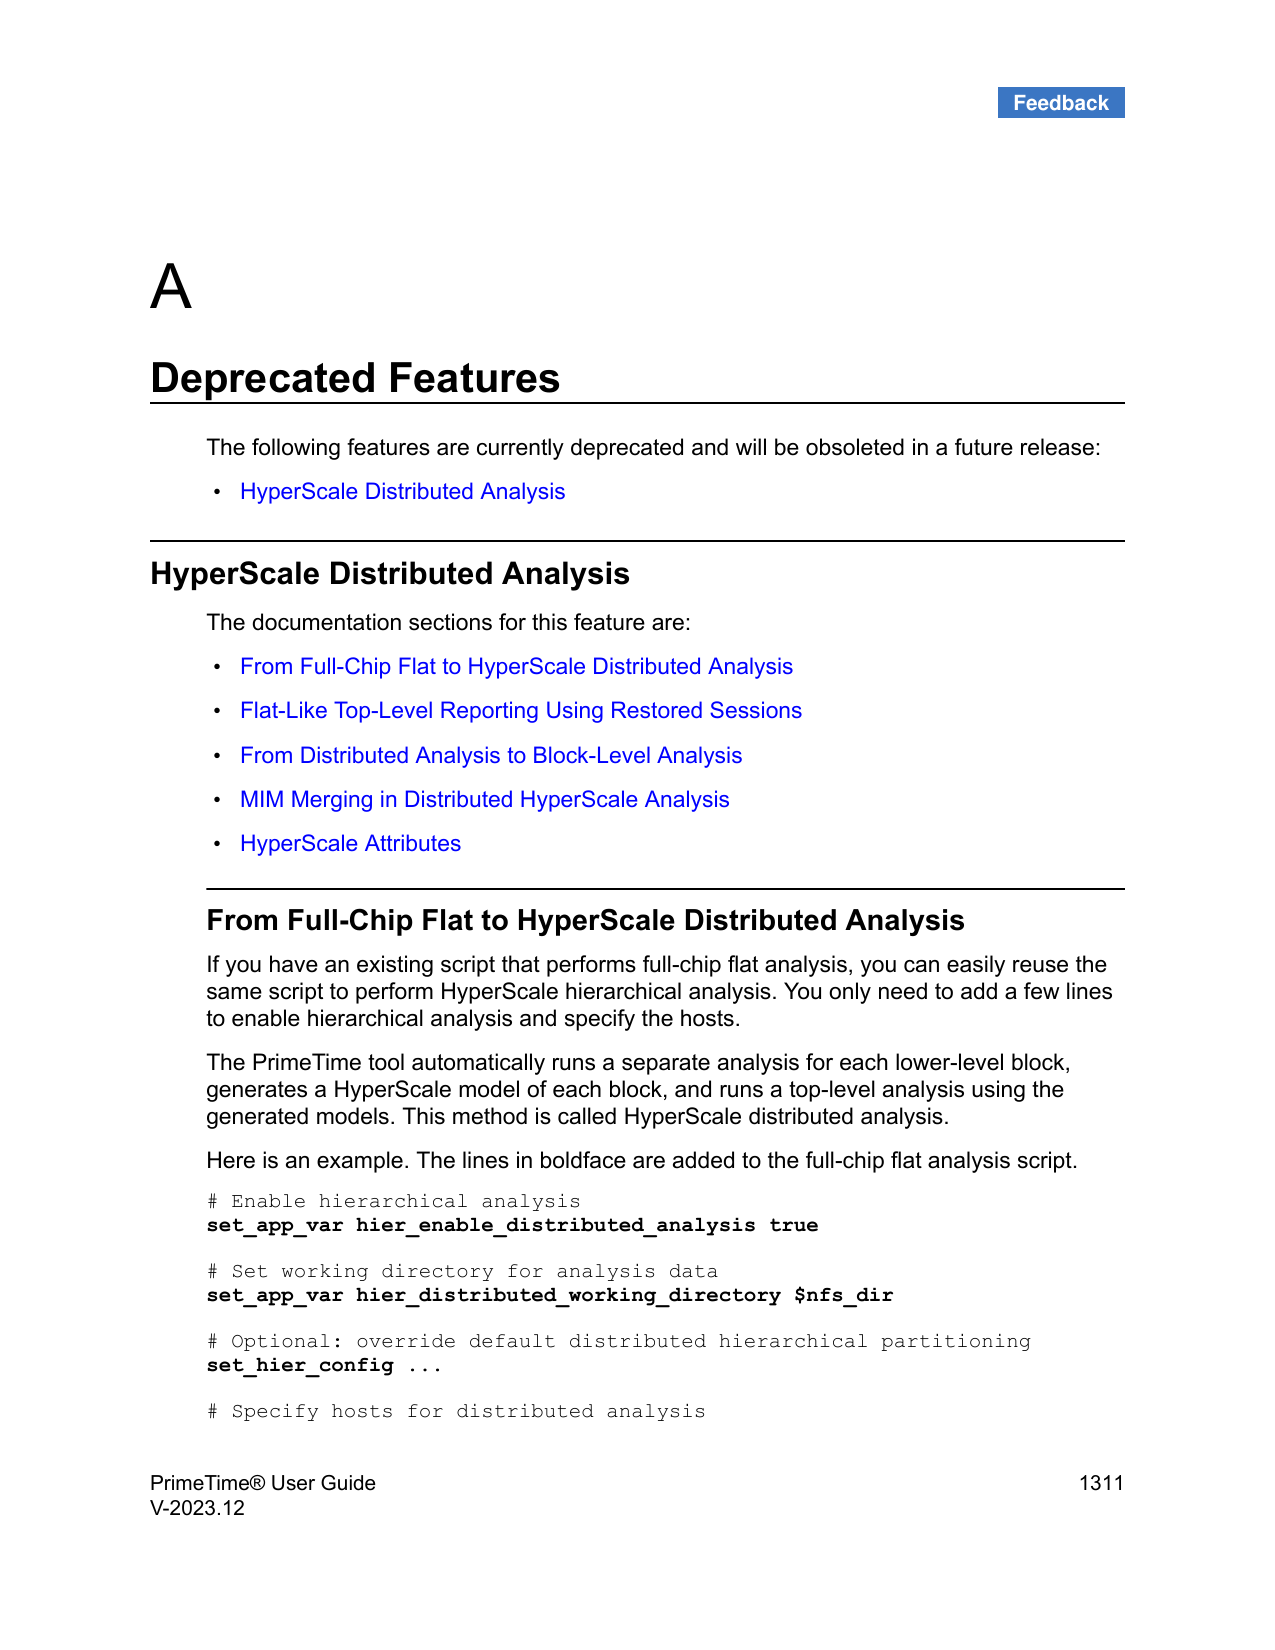 Feedback
A
Deprecated Features
The following features are currently deprecated and will be obsoleted in a future release:
• HyperScale Distributed Analysis
HyperScale Distributed Analysis
The documentation sections for this feature are:
• From Full-Chip Flat to HyperScale Distributed Analysis
• Flat-Like Top-Level Reporting Using Restored Sessions
• From Distributed Analysis to Block-Level Analysis
• MIM Merging in Distributed HyperScale Analysis
• HyperScale Attributes
From Full-Chip Flat to HyperScale Distributed Analysis
If you have an existing script that performs full-chip flat analysis, you can easily reuse the
same script to perform HyperScale hierarchical analysis. You only need to add a few lines
to enable hierarchical analysis and specify the hosts.
The PrimeTime tool automatically runs a separate analysis for each lower-level block,
generates a HyperScale model of each block, and runs a top-level analysis using the
generated models. This method is called HyperScale distributed analysis.
Here is an example. The lines in boldface are added to the full-chip flat analysis script.
# Enable hierarchical analysis
set_app_var hier_enable_distributed_analysis true
# Set working directory for analysis data
set_app_var hier_distributed_working_directory $nfs_dir
# Optional: override default distributed hierarchical partitioning
set_hier_config ...
# Specify hosts for distributed analysis
PrimeTime® User Guide 1311
V-2023.12